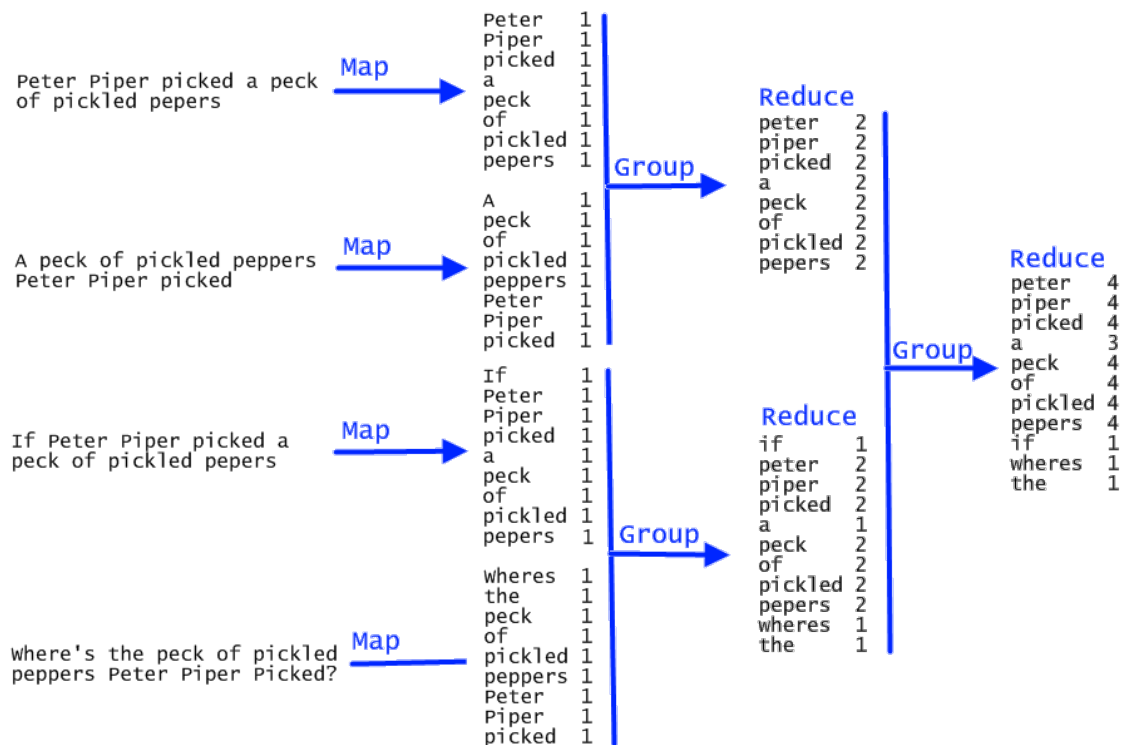 Peter Piper picked a peck
of pickled pepers
Map
Peter 1
Piper 1
picked 1
a 1
peck 1
of 1
pickled 1
pepers 1
A peck of pickled peppers
Peter Piper picked
Map
A 1
peck 1
of 1
pickled 1
peppers 1
Peter 1
Piper 1
picked 1
Group
Reduce
peter 2
piper 2
picked 2
a 2
peck 2
of 2
pickled 2
pepers 2
If Peter Piper picked a
peck of pickled pepers
Map
If 1
Peter 1
Piper 1
picked 1
a 1
peck 1
of 1
pickled 1
pepers 1
Where's the peck of pickled
peppers Peter Piper Picked?
Map
Wheres 1
the 1
peck 1
of 1
pickled 1
peppers 1
Peter 1
Piper 1
picked 1
Group
Reduce
if 1
peter 2
piper 2
picked 2
a 1
peck 2
of 2
pickled 2
pepers 2
wheres 1
the 1
Group
Reduce
peter 4
piper 4
picked 4
a 3
peck 4
of 4
pickled 4
pepers 4
if 1
wheres 1
the 1